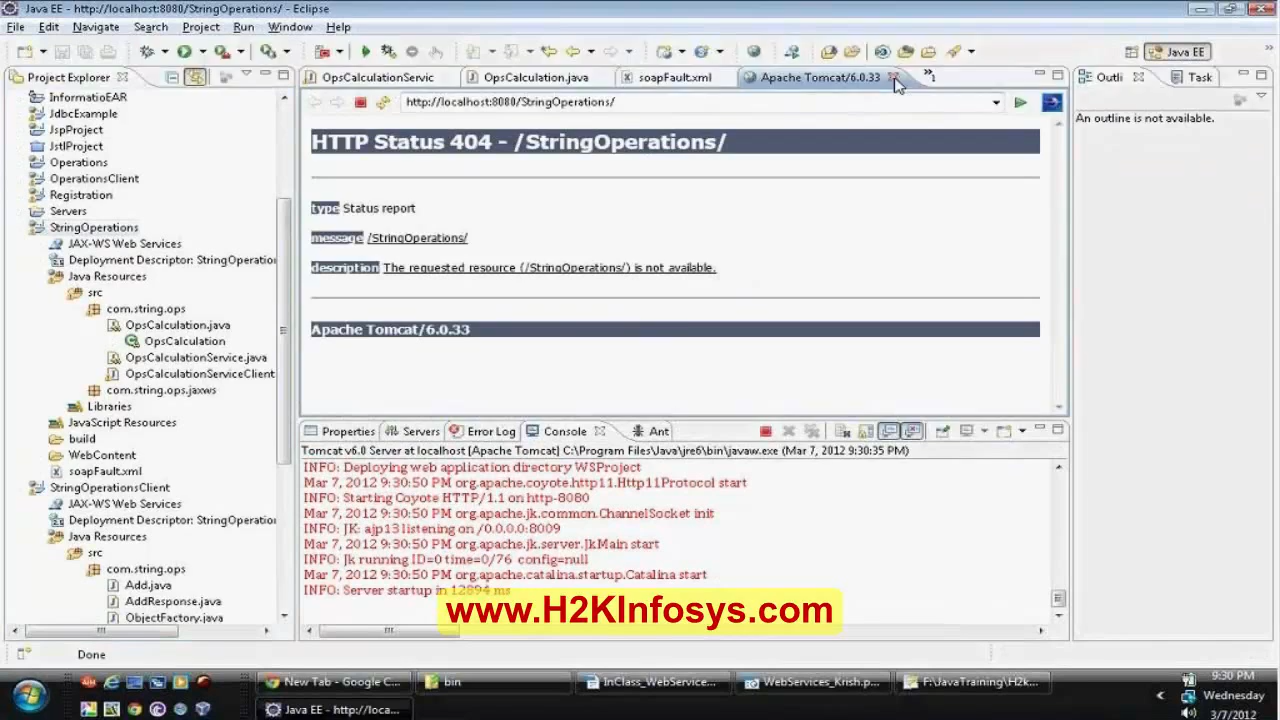 Java EE - http://localhost:8080/StringOperations/ - Eclipse
File Edit Navigate Search Project Run Window Help
Java EE
Project Explorer
InformatioEAR
JdbcExample
JspProject
JstlProject
Operations
OperationsClient
Registration
Servers
StringOperations
JAX-WS Web Services
Deployment Descriptor: StringOperation
Java Resources
src
com.string.ops
OpsCalculation.java
OpsCalculation
OpsCalculationService.java
OpsCalculationServiceClient
com.string.ops.jaxws
Libraries
JavaScript Resources
build
WebContent
soapFault.xml
StringOperationsClient
JAX-WS Web Services
Deployment Descriptor: StringOperation
Java Resources
src
com.string.ops
Add.java
AddResponse.java
ObjectFactory.java
OpsCalculationServic OpsCalculation.java soapFault.xml Apache Tomcat/6.0.33 »1
http://localhost:8080/StringOperations/
HTTP Status 404 - /StringOperations/
type Status report
message /StringOperations/
description The requested resource (/StringOperations/) is not available.
Apache Tomcat/6.0.33
Outli Task
An outline is not available.
Properties Servers Error Log Console Ant
Tomcat v6.0 Server at localhost [Apache Tomcat] C:\Program Files\Java\jre6\bin\javaw.exe (Mar 7, 2012 9:30:35 PM)
INFO: Deploying web application directory WSProject
Mar 7, 2012 9:30:50 PM org.apache.coyote.http11.Http11Protocol start
INFO: Starting Coyote HTTP/1.1 on http-8080
Mar 7, 2012 9:30:50 PM org.apache.jk.common.ChannelSocket init
INFO: JK: ajp13 listening on /0.0.0.0:8009
Mar 7, 2012 9:30:50 PM org.apache.jk.server.JkMain start
INFO: Jk running ID=0 time=0/76 config=null
Mar 7, 2012 9:30:50 PM org.apache.catalina.startup.Catalina start
INFO: Server startup in 12894 ms
www.H2KInfosys.com
Done
New Tab - Google C... bin InClass_WebService... WebServices_Krish.p... F:\JavaTraining\H2k...
Java EE - http://loca...
9:30 PM
Wednesday
3/7/2012